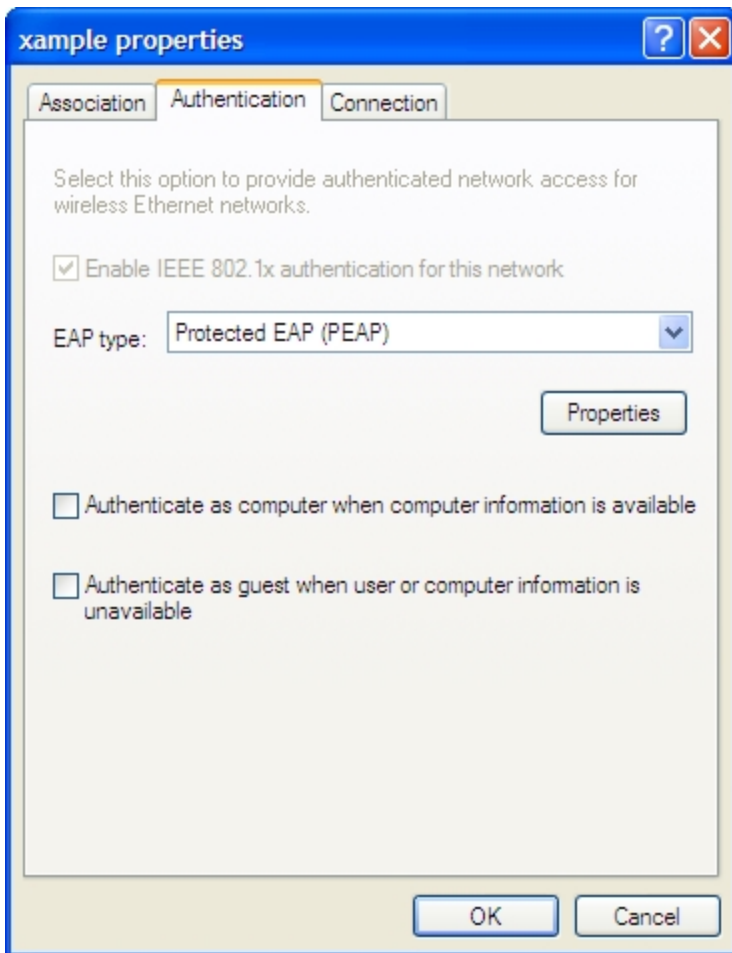 xample properties
Association
Authentication
Connection
Select this option to provide authenticated network access for
wireless Ethernet networks.
Enable IEEE 802.1x authentication for this network
EAP type:
Protected EAP (PEAP)
Properties
Authenticate as computer when computer information is available
Authenticate as guest when user or computer information is
unavailable
OK
Cancel